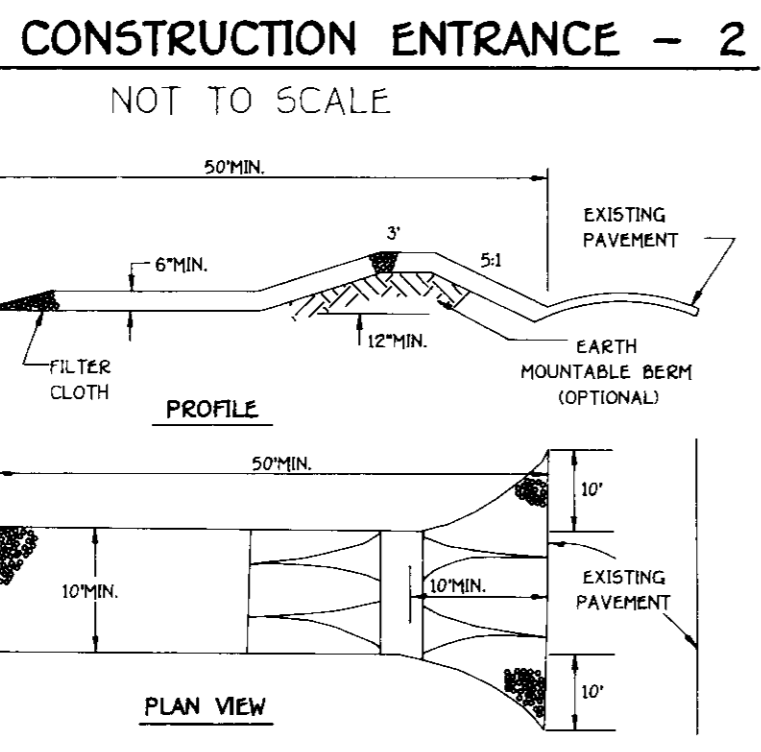 CONSTRUCTION ENTRANCE - 2
NOT TO SCALE
50'MIN.
EXISTING
PAVEMENT
3'
5:1
6"MIN.
12"MIN.
FILTER
CLOTH
EARTH
MOUNTABLE BERM
(OPTIONAL)
PROFILE
50'MIN.
10'
10'MIN.
10'MIN.
EXISTING
PAVEMENT
10'
PLAN VIEW